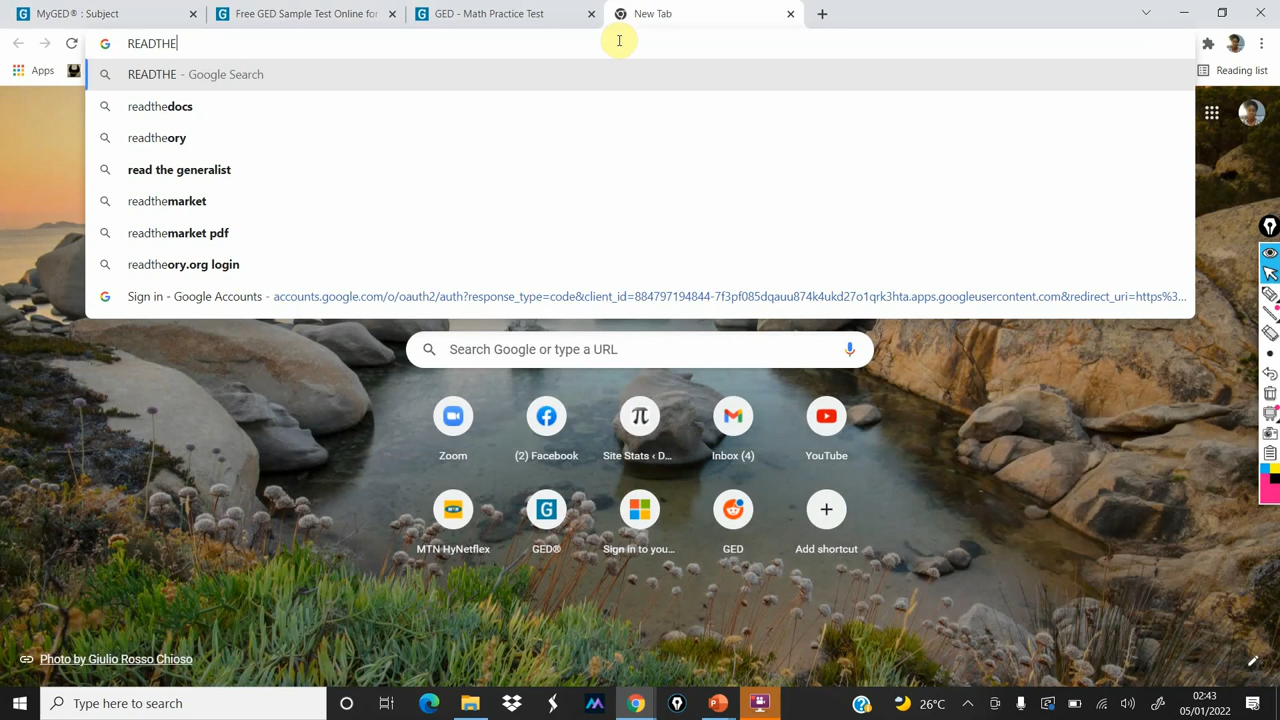 MyGED® : Subject
Free GED Sample Test Online for
GED - Math Practice Test
New Tab
READTHE
Apps
Reading list
READTHE - Google Search
readthedocs
readtheory
read the generalist
readthemarket
readthemarket pdf
readtheory.org login
Sign in - Google Accounts - accounts.google.com/o/oauth2/auth?response_type=code&client_id=884797194844-7f3pf085dqauu874k4ukd27o1qrk3hta.apps.googleusercontent.com&redirect_uri=https%3...
Search Google or type a URL
Zoom
(2) Facebook
Site Stats ‹ D...
Inbox (4)
YouTube
MTN HyNetflex
GED®
Sign in to you...
GED
Add shortcut
Photo by Giulio Rosso Chioso
Type here to search
26°C
02:43
05/01/2022